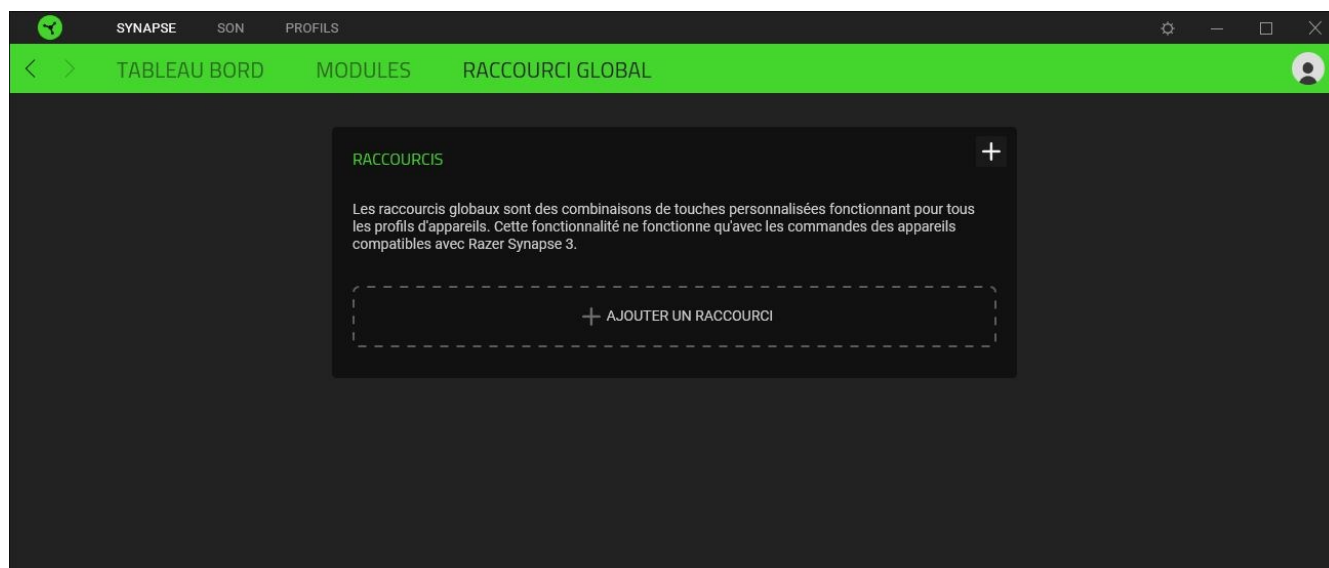 SYNAPSE SON PROFILS
TABLEAU BORD MODULES RACCOURCI GLOBAL
RACCOURCIS
Les raccourcis globaux sont des combinaisons de touches personnalisées fonctionnant pour tous
les profils d'appareils. Cette fonctionnalité ne fonctionne qu'avec les commandes des appareils
compatibles avec Razer Synapse 3.
AJOUTER UN RACCOURCI